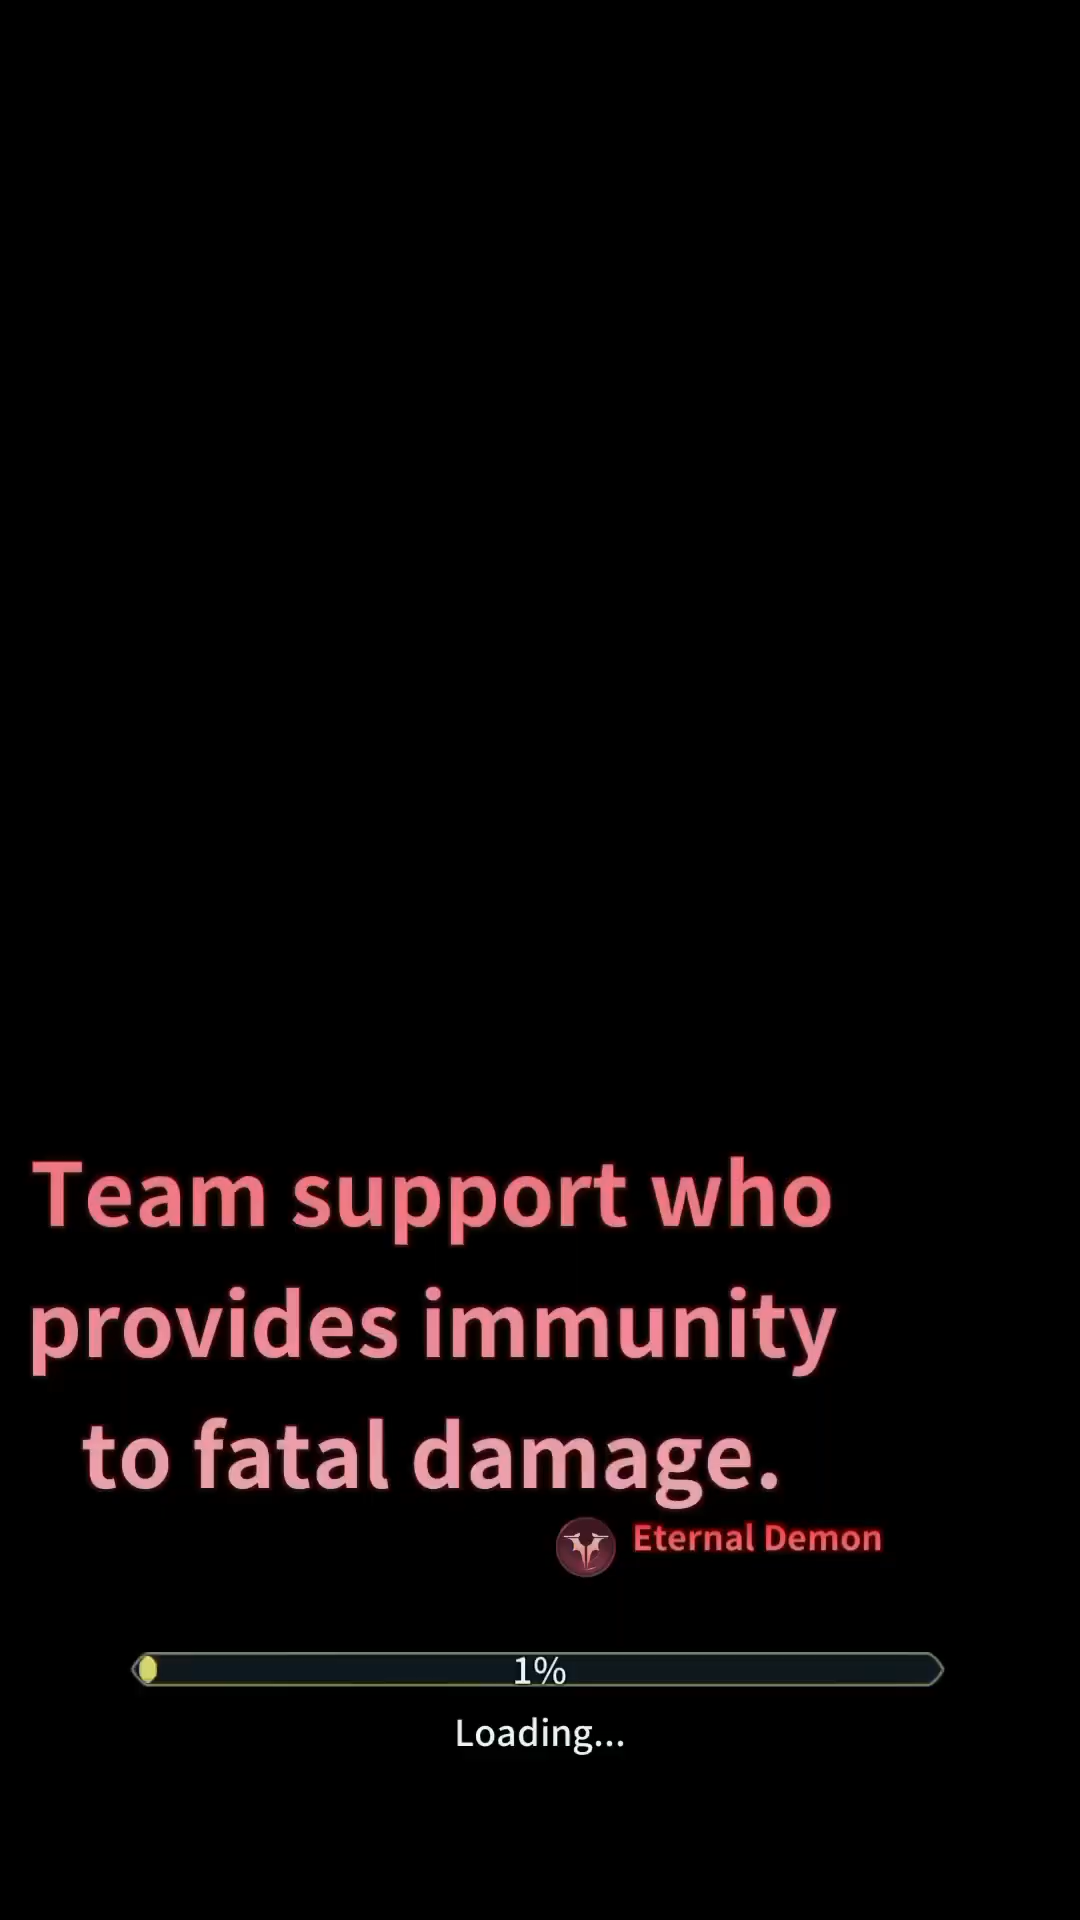 Team support who
provides immunity
to fatal damage.
Eternal Demon
1%
Loading...